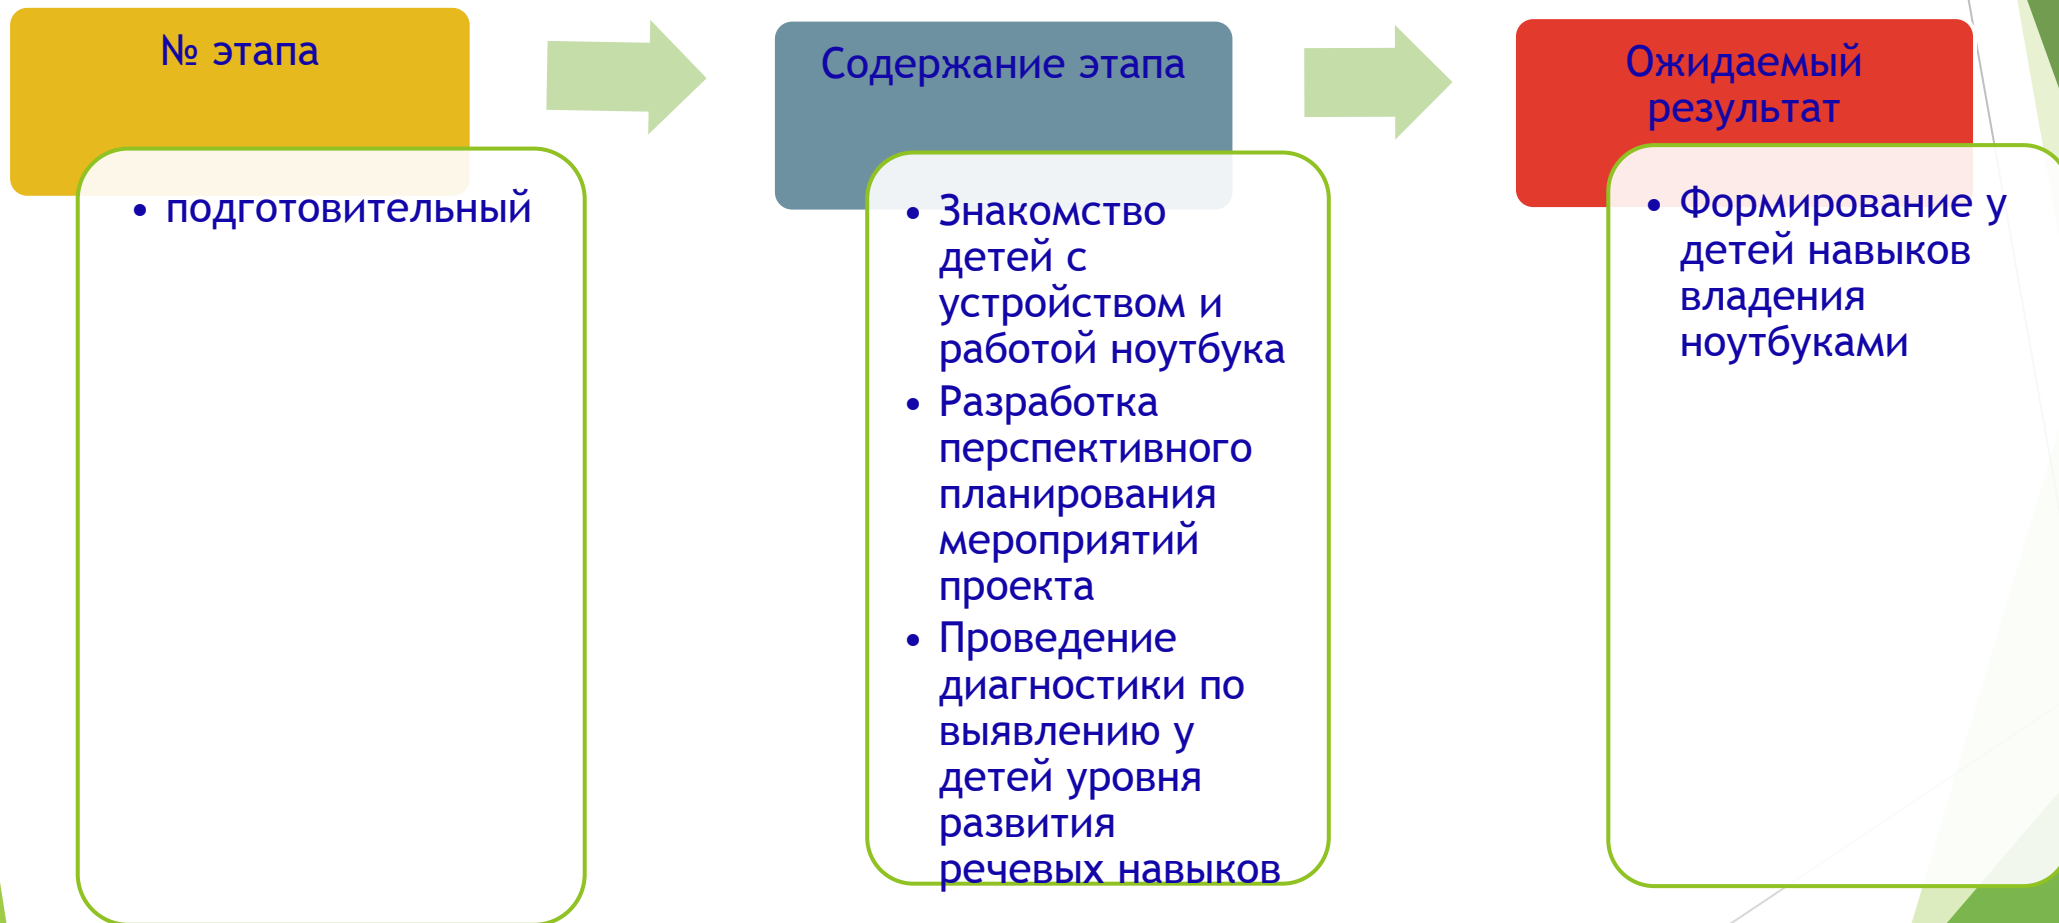 № этапа
• подготовительный
Содержание этапа
• Знакомство
детей с
устройством и
работой ноутбука
• Разработка
перспективного
планирования
мероприятий
проекта
• Проведение
диагностики по
выявлению у
детей уровня
развития
речевых навыков
Ожидаемый
результат
• Формирование у
детей навыков
владения
ноутбуками